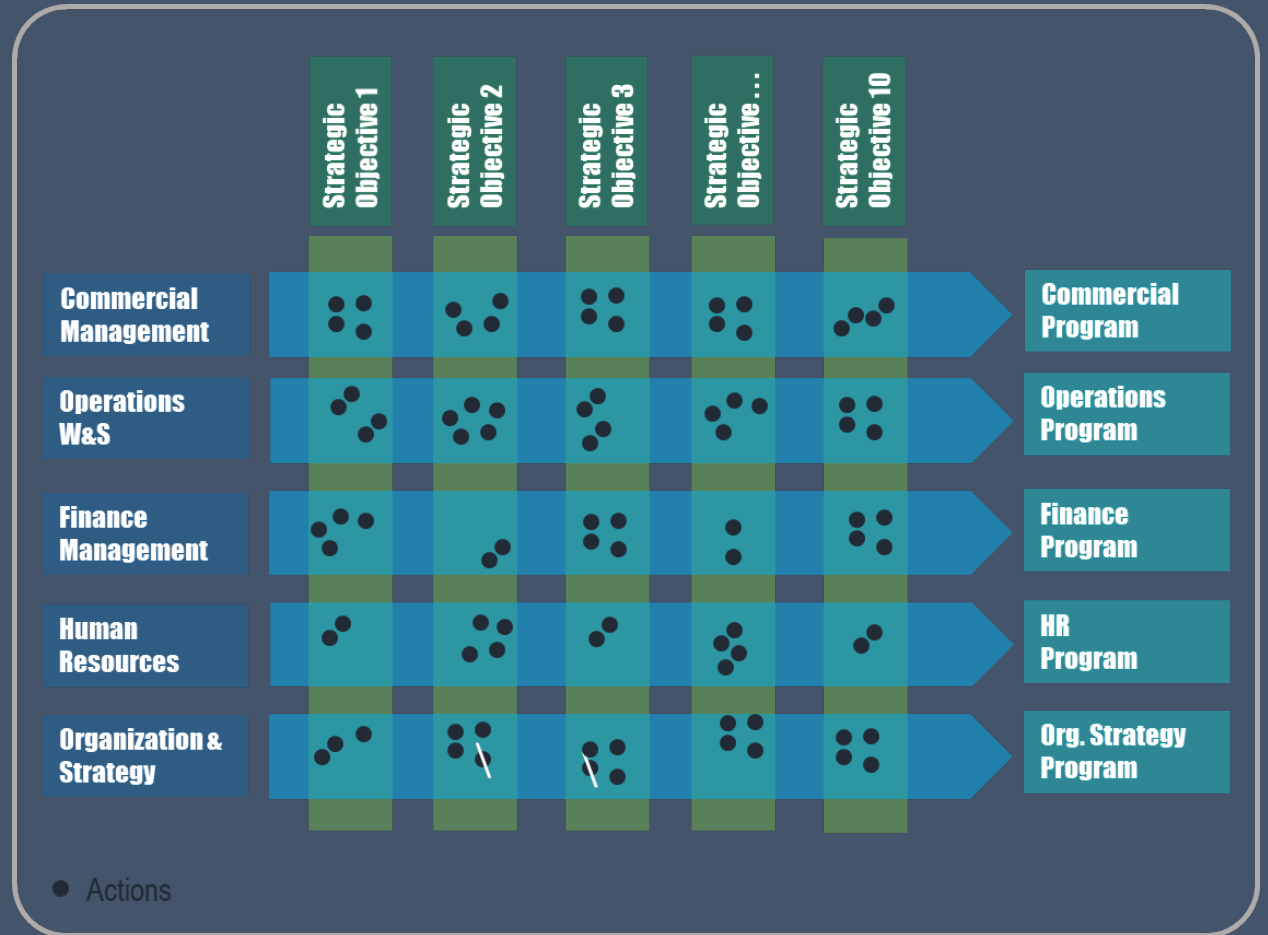 Strategic
Objective 1
Strategic
Objective 2
Strategic
Objective 3
Strategic
Objective...
Strategic
Objective 10
Commercial
Management
Commercial
Program
Operations
W&S
Operations
Program
Finance
Management
Finance
Program
Human
Resources
HR
Program
Organization &
Strategy
Org. Strategy
Program
Actions